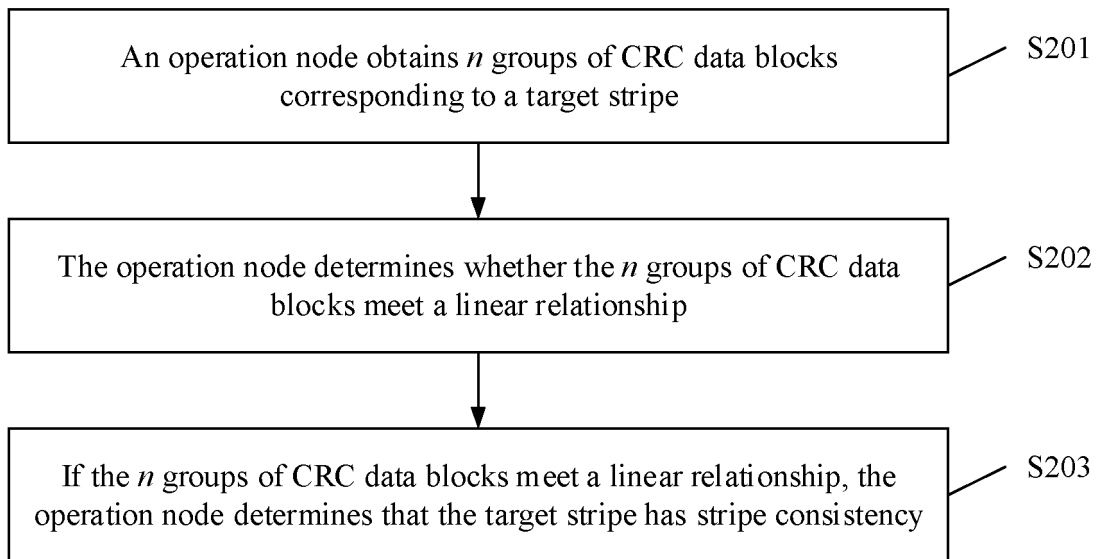 An operation node obtains n groups of CRC data blocks
corresponding to a target stripe
S201
The operation node determines whether the n groups of CRC data
blocks meet a linear relationship
S202
If the n groups of CRC data blocks meet a linear relationship, the
operation node determines that the target stripe has stripe consistency
S203